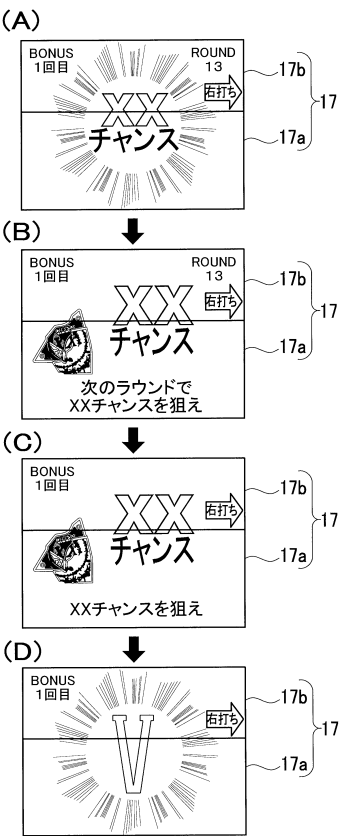 (A)
BONUS
1回目
ROUND
13
右打ち
XX
チャンス
17b
17
17a
(B)
BONUS
1回目
ROUND
13
右打ち
XX
チャンス
次のラウンドで
XXチャンスを狙え
17b
17
17a
(C)
BONUS
1回目
右打ち
XX
チャンス
XXチャンスを狙え
17b
17
17a
(D)
BONUS
1回目
右打ち
V
17b
17
17a